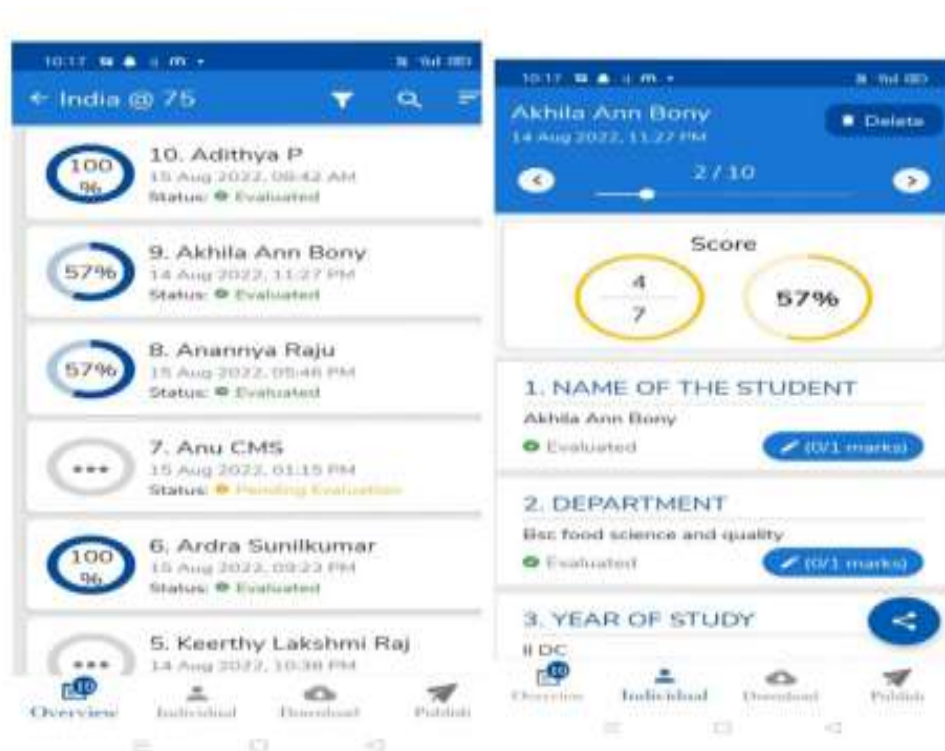 10:17
India @ 75
100
%
10. Adithya P
15 Aug 2022, 08:42 AM
Status: Evaluated
57%
9. Akhila Ann Bony
14 Aug 2022, 11:27 PM
Status: Evaluated
57%
8. Anannya Raju
15 Aug 2022, 05:46 PM
Status: Evaluated
7. Anu CMS
15 Aug 2022, 01:15 PM
Status: Pending Evaluation
100
%
6. Ardra Sunilkumar
15 Aug 2022, 09:23 PM
Status: Evaluated
5. Keerthy Lakshmi Raj
14 Aug 2022, 10:38 PM
10
Overview Individual Download Publish
10:17
Akhila Ann Bony
14 Aug 2022, 11:27 PM
Delete
2 / 10
Score
4
7
57%
1. NAME OF THE STUDENT
Akhila Ann Bony
Evaluated (0/1 marks)
2. DEPARTMENT
Bsc food science and quality
Evaluated (0/1 marks)
3. YEAR OF STUDY
II DC
10
Overview Individual Download Publish